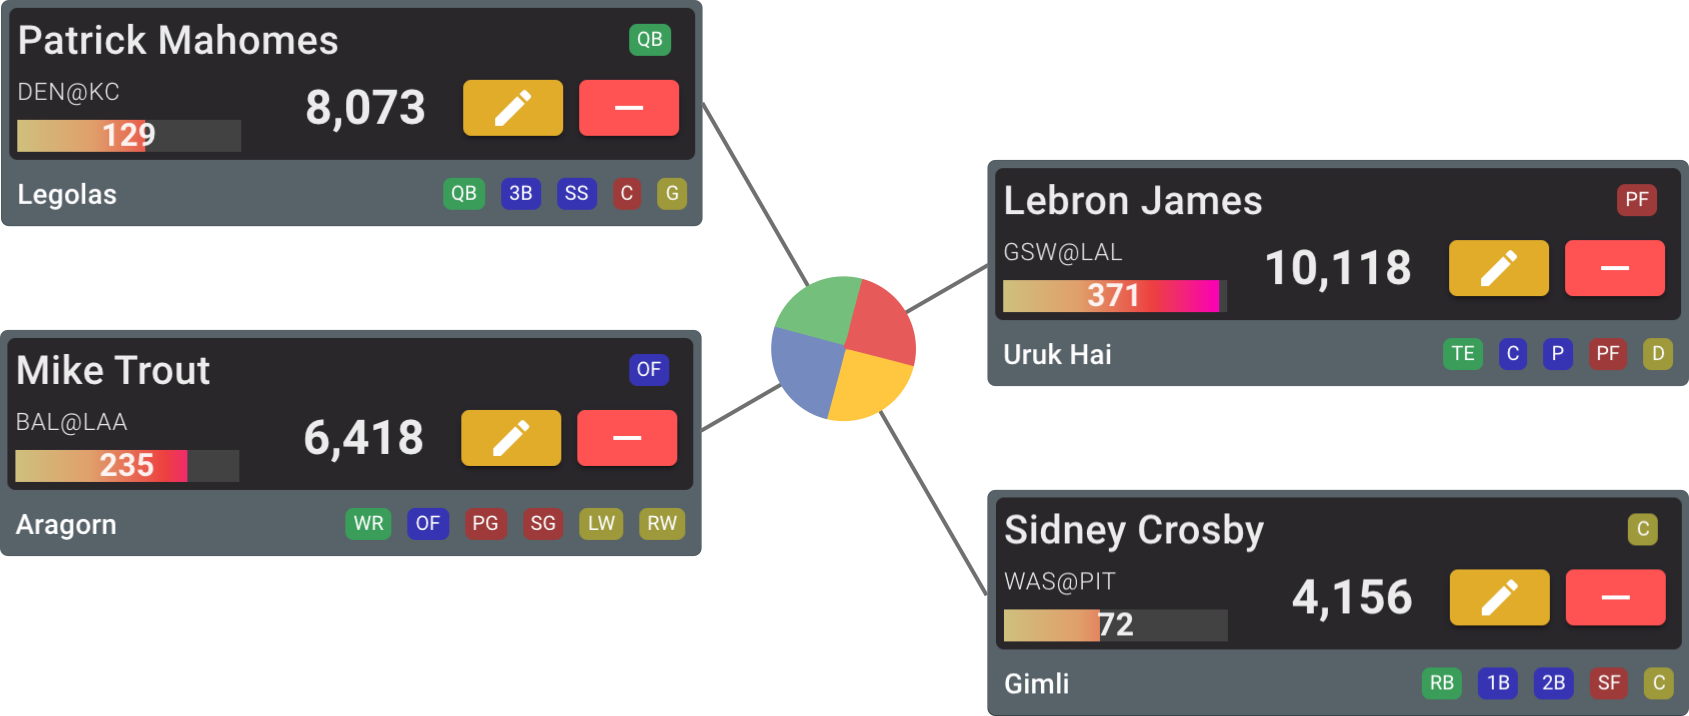 Patrick Mahomes QB
DEN@KC
8,073
129
Legolas QB 3B SS C G
Mike Trout OF
BAL@LAA
6,418
235
Aragorn WR OF PG SG LW RW
Lebron James PF
GSW@LAL
10,118
371
Uruk Hai TE C P PF D
Sidney Crosby C
WAS@PIT
4,156
72
Gimli RB 1B 2B SF C